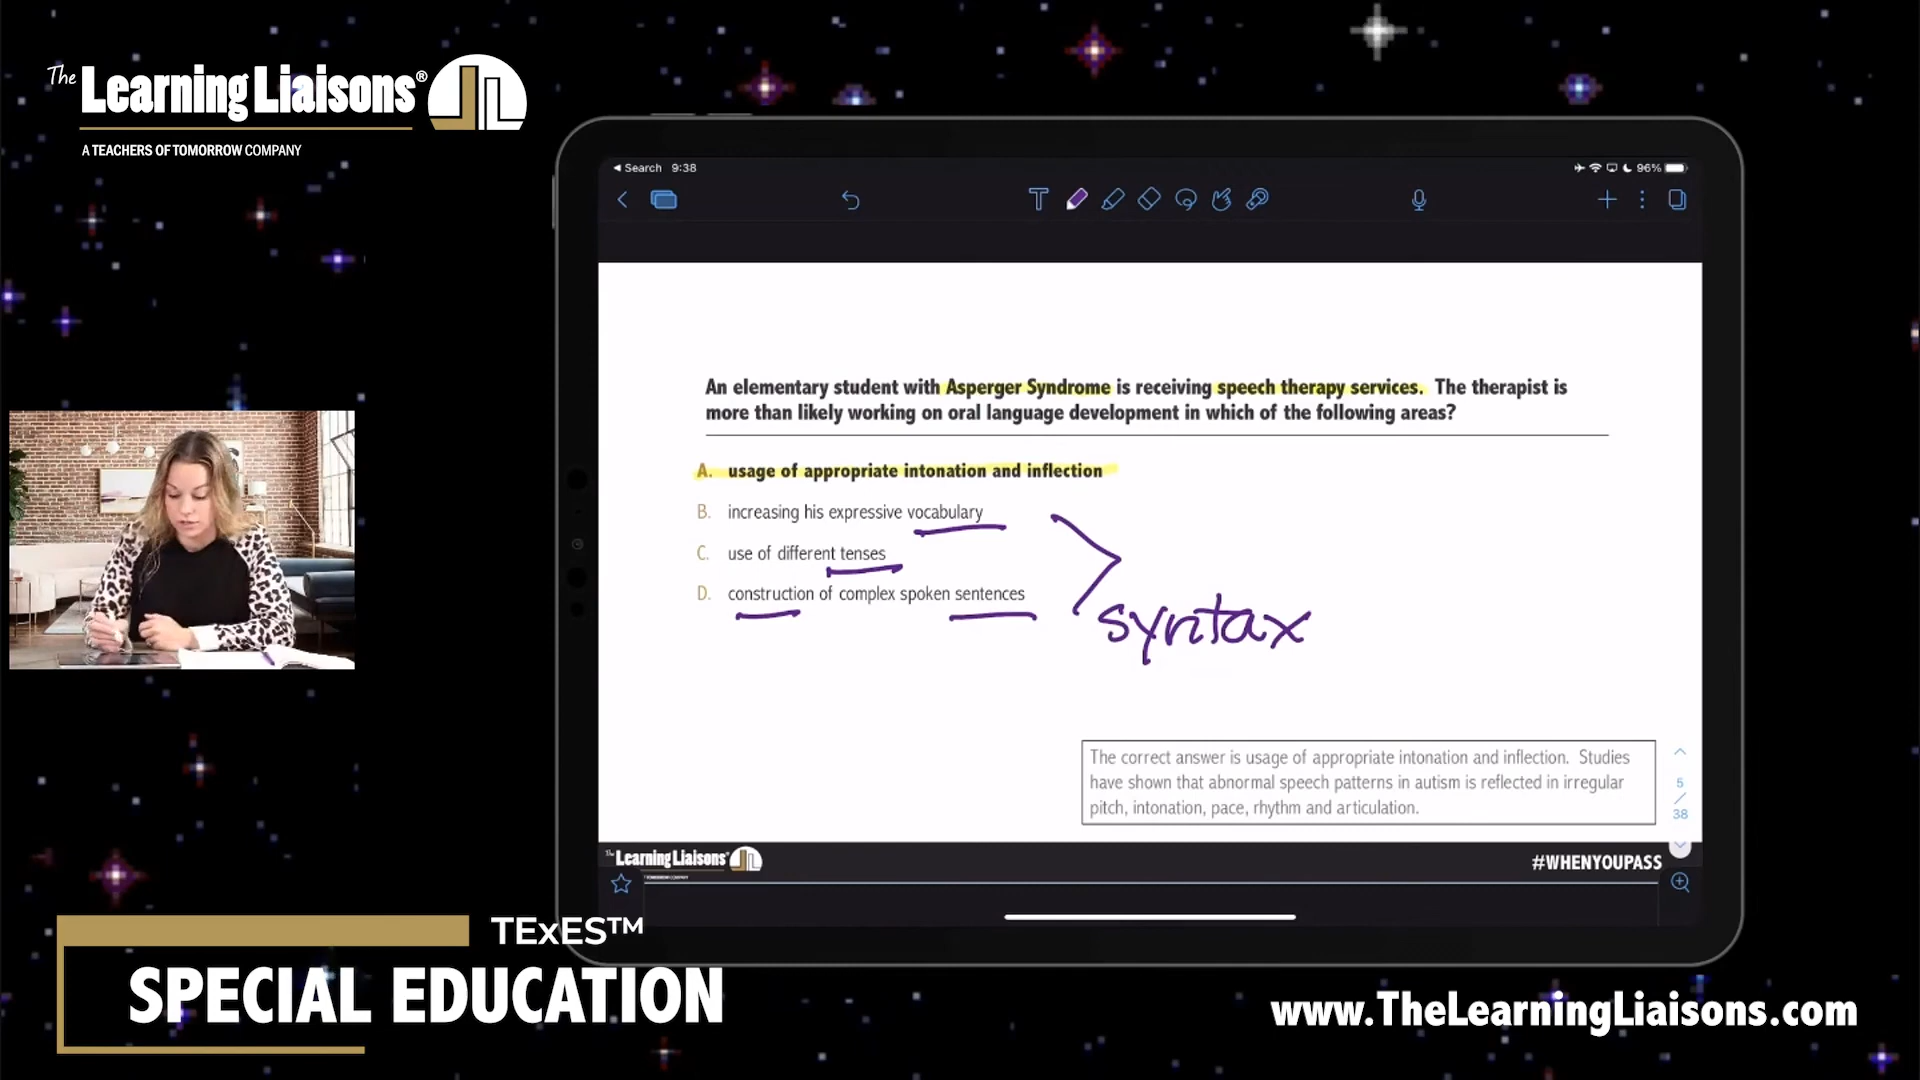 The Learning Liaisons®
A TEACHERS OF TOMORROW COMPANY
Search 9:38
96%
An elementary student with Asperger Syndrome is receiving speech therapy services. The therapist is
more than likely working on oral language development in which of the following areas?
A. usage of appropriate intonation and inflection
B. increasing his expressive vocabulary
C. use of different tenses
D. construction of complex spoken sentences
syntax
The correct answer is usage of appropriate intonation and inflection. Studies
have shown that abnormal speech patterns in autism is reflected in irregular
pitch, intonation, pace, rhythm and articulation.
5
/
38
The Learning Liaisons®
#WHENYOUPASS
TExES™
SPECIAL EDUCATION
www.TheLearningLiaisons.com